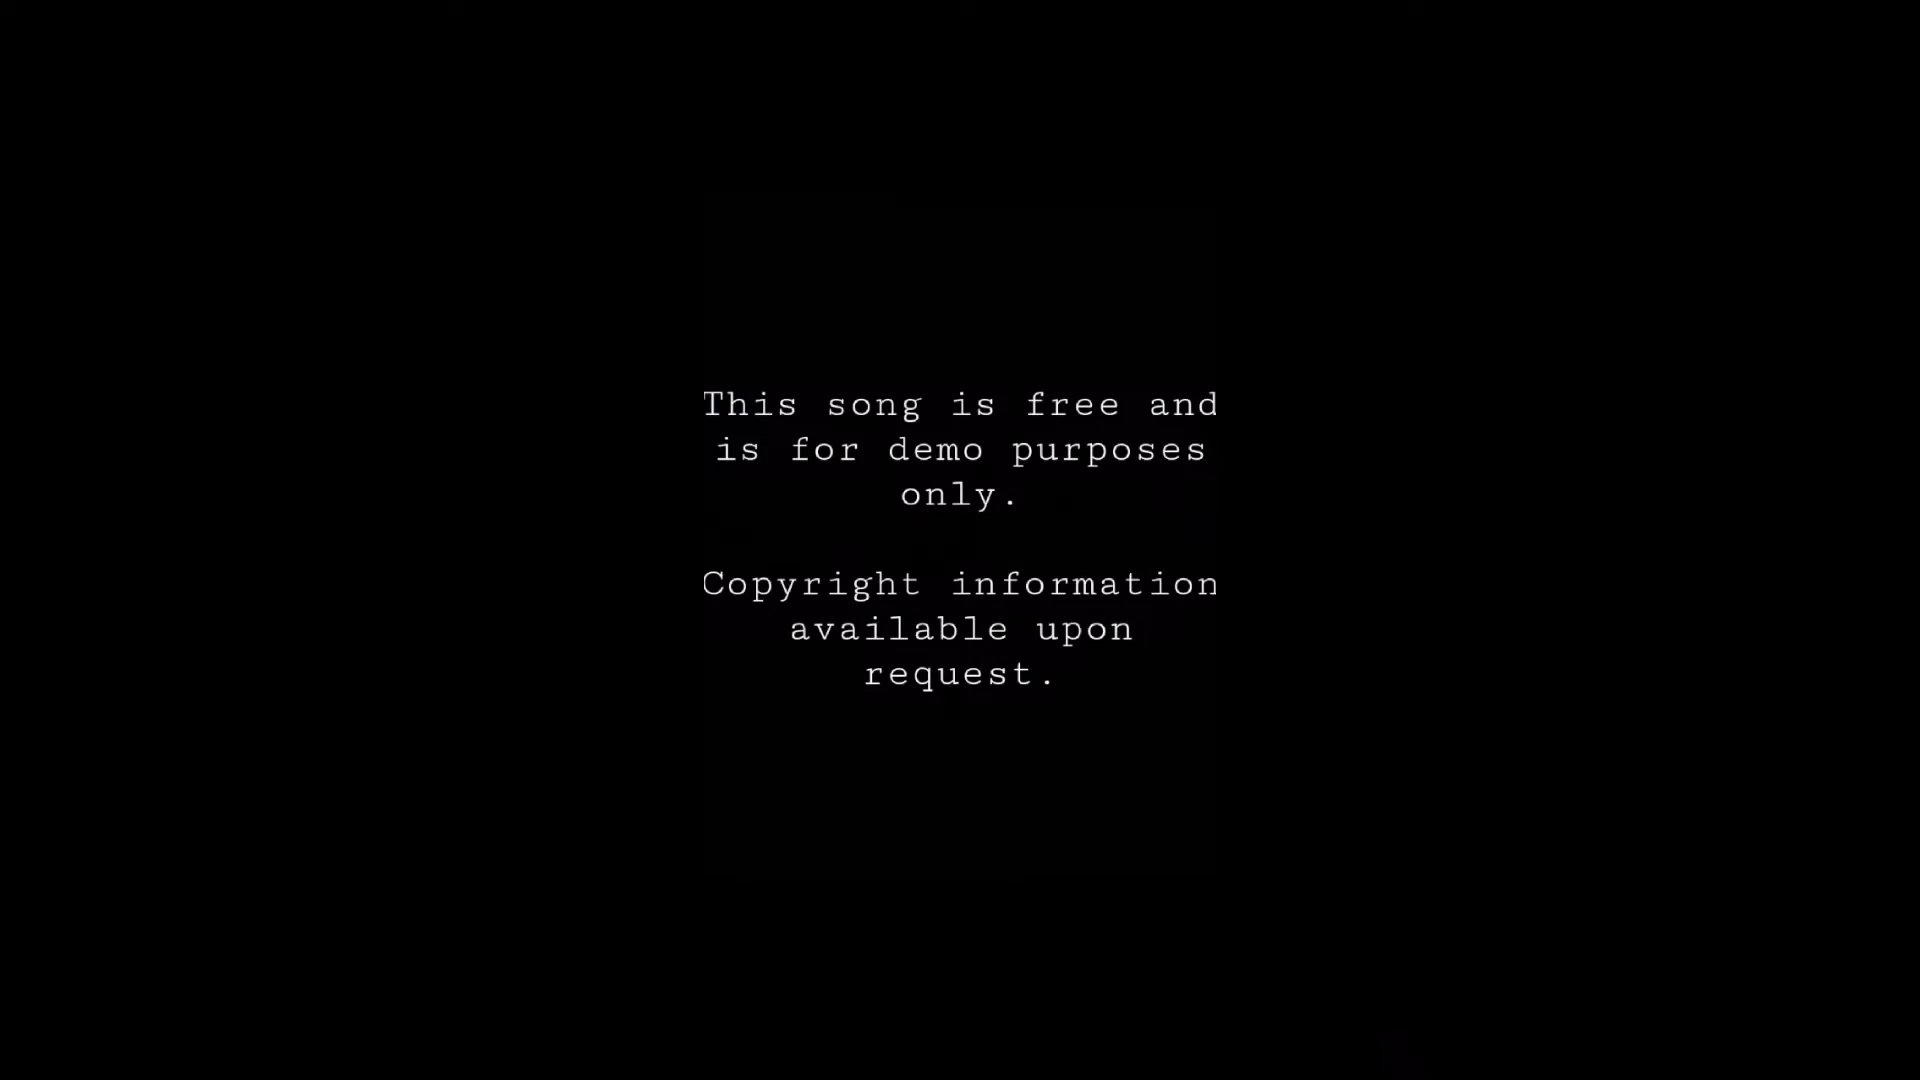 This song is free and
is for demo purposes
only.
Copyright information
available upon
request.